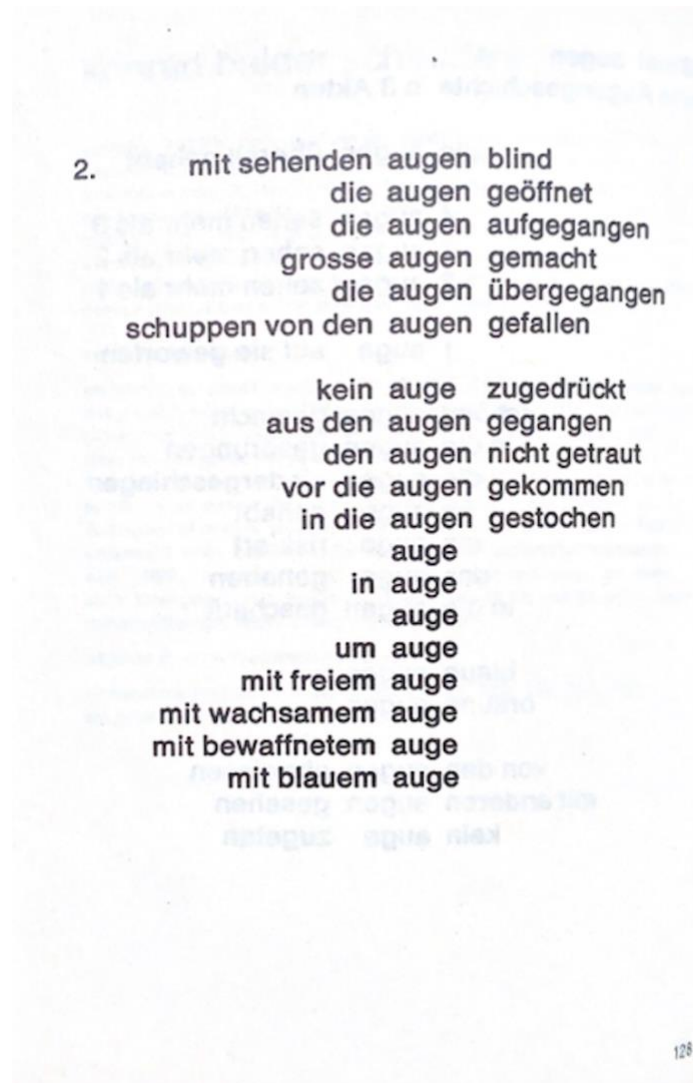 2. mit sehenden augen blind
die augen geöffnet
die augen aufgegangen
grosse augen gemacht
die augen übergegangen
schuppen von den augen gefallen
kein auge zugedrückt
aus den augen gegangen
den augen nicht getraut
vor die augen gekommen
in die augen gestochen
auge
in auge
auge
um auge
mit freiem auge
mit wachsamem auge
mit bewaffnetem auge
mit blauem auge
128